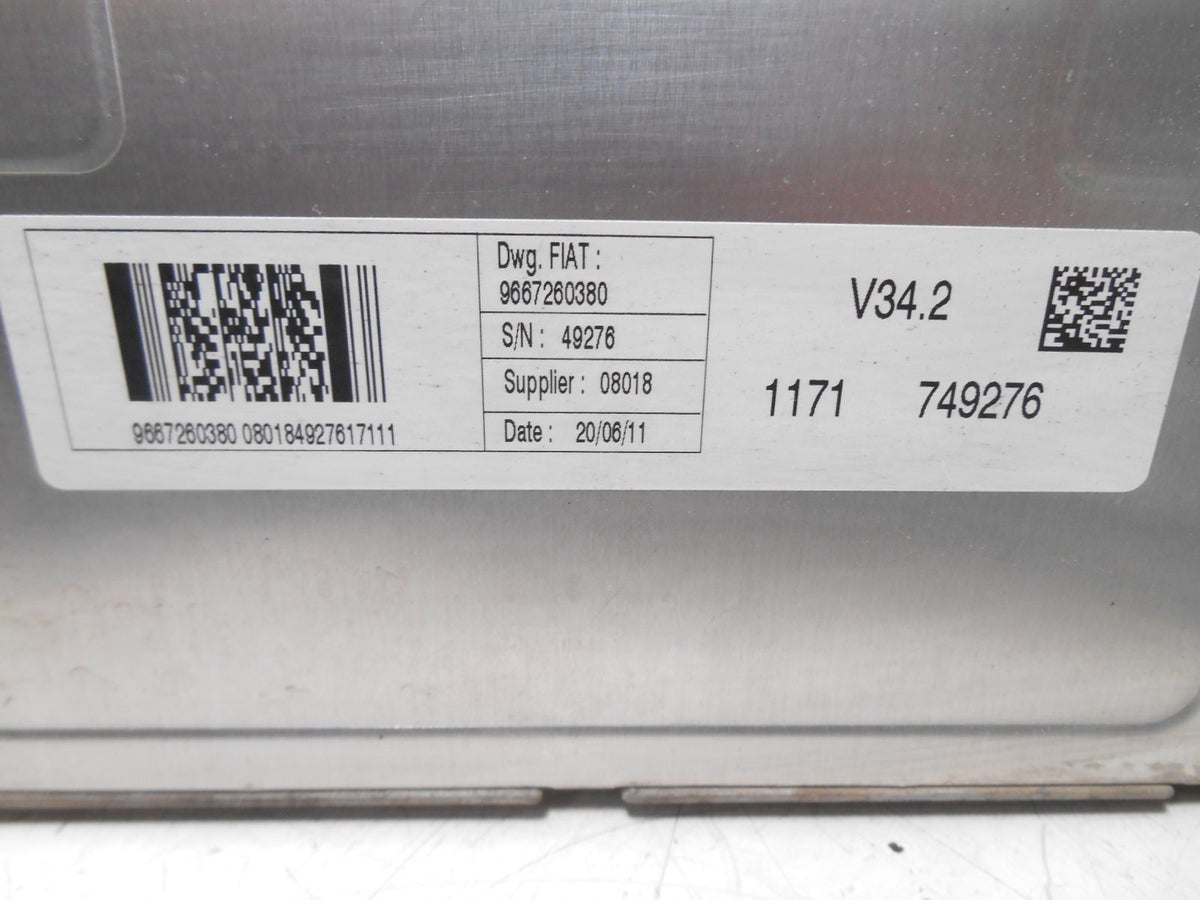 Dwg. FIAT :
9667260380
S/N : 49276
Supplier : 08018
Date : 20/06/11
9667260380 080184927617111
V34.2
1171 749276